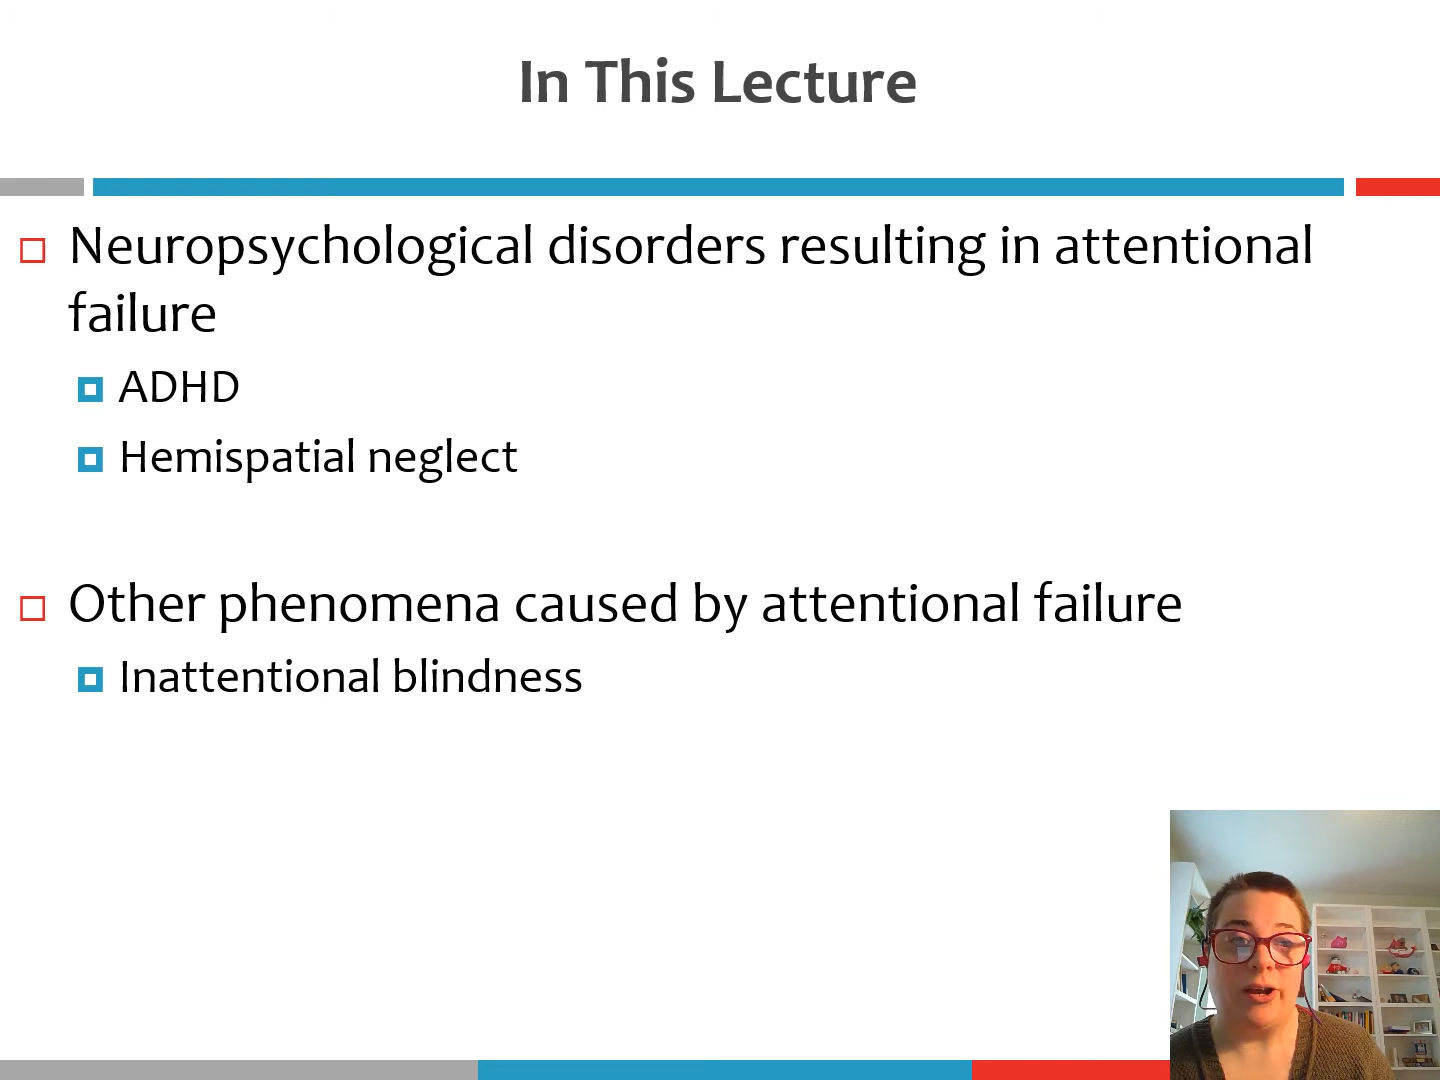 In This Lecture
Neuropsychological disorders resulting in attentional
failure
ADHD
Hemispatial neglect
Other phenomena caused by attentional failure
Inattentional blindness